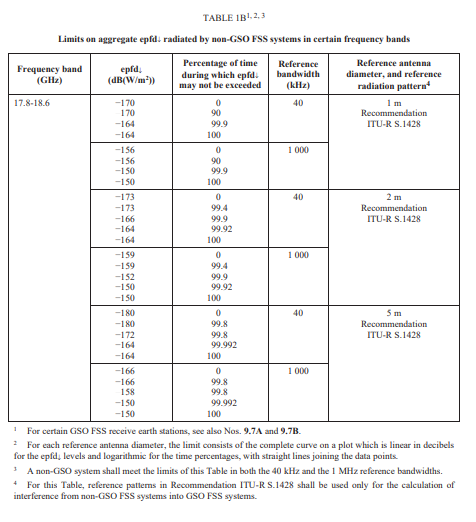 TABLE 1B1, 2, 3
Limits on aggregate epfd↓ radiated by non-GSO FSS systems in certain frequency bands
Frequency band (GHz) epfd↓ (dB(W/m²)) Percentage of time during which epfd↓ may not be exceeded Reference bandwidth (kHz) Reference antenna diameter, and reference radiation pattern4
17.8-18.6 −170 0 40 1 m
170 90 Recommendation
−164 99.9 ITU-R S.1428
−164 100
−156 0 1 000
−156 90
−150 99.9
−150 100
−173 0 40 2 m
−173 99.4 Recommendation
−166 99.9 ITU-R S.1428
−164 99.92
−164 100
−159 0 1 000
−159 99.4
−152 99.9
−150 99.92
−150 100
−180 0 40 5 m
−180 99.8 Recommendation
−172 99.8 ITU-R S.1428
−164 99.992
−164 100
−166 0 1 000
−166 99.8
158 99.8
−150 99.992
−150 100
1 For certain GSO FSS receive earth stations, see also Nos. 9.7A and 9.7B.
2 For each reference antenna diameter, the limit consists of the complete curve on a plot which is linear in decibels
for the epfd↓ levels and logarithmic for the time percentages, with straight lines joining the data points.
3 A non-GSO system shall meet the limits of this Table in both the 40 kHz and the 1 MHz reference bandwidths.
4 For this Table, reference patterns in Recommendation ITU-R S.1428 shall be used only for the calculation of
interference from non-GSO FSS systems into GSO FSS systems.